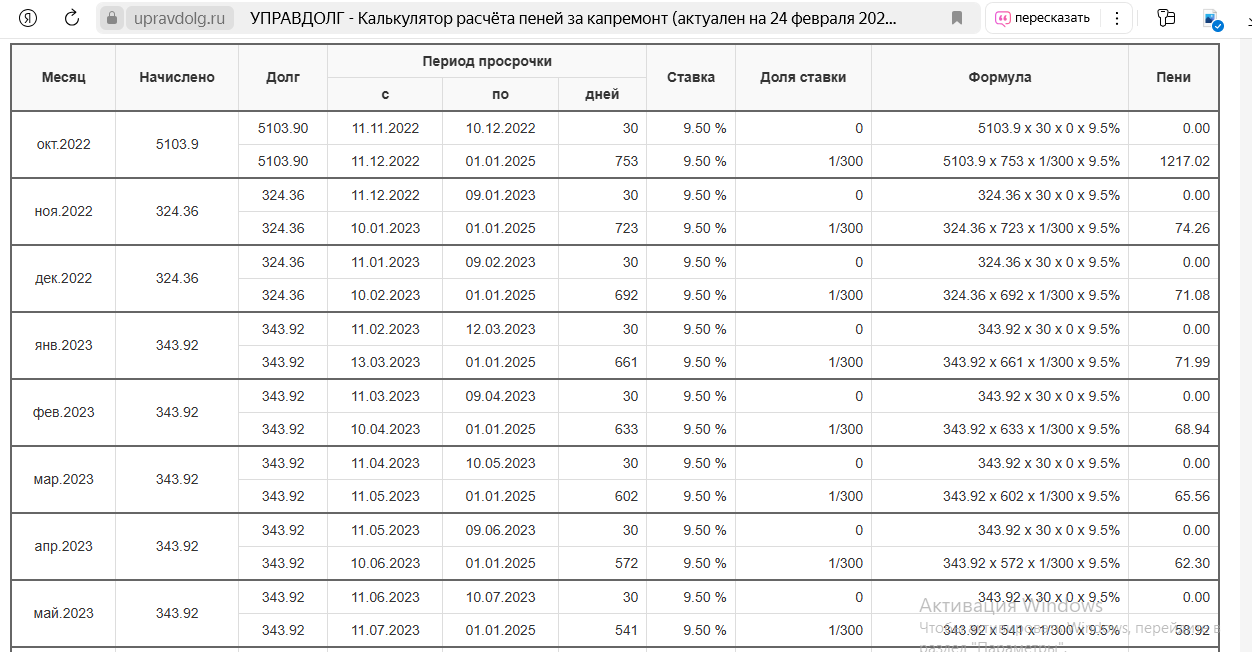 Я upravdolg.ru УПРАВДОЛГ - Калькулятор расчёта пеней за капремонт (актуален на 24 февраля 202... пересказать
Период просрочки
Месяц Начислено Долг Ставка Доля ставки Формула Пени
с по дней
5103.90 11.11.2022 10.12.2022 30 9.50 % 0 5103.9 x 30 x 0 x 9.5% 0.00
окт.2022 5103.9
5103.90 11.12.2022 01.01.2025 753 9.50 % 1/300 5103.9 x 753 x 1/300 x 9.5% 1217.02
324.36 11.12.2022 09.01.2023 30 9.50 % 0 324.36 x 30 x 0 x 9.5% 0.00
ноя.2022 324.36
324.36 10.01.2023 01.01.2025 723 9.50 % 1/300 324.36 x 723 x 1/300 x 9.5% 74.26
324.36 11.01.2023 09.02.2023 30 9.50 % 0 324.36 x 30 x 0 x 9.5% 0.00
дек.2022 324.36
324.36 10.02.2023 01.01.2025 692 9.50 % 1/300 324.36 x 692 x 1/300 x 9.5% 71.08
343.92 11.02.2023 12.03.2023 30 9.50 % 0 343.92 x 30 x 0 x 9.5% 0.00
янв.2023 343.92
343.92 13.03.2023 01.01.2025 661 9.50 % 1/300 343.92 x 661 x 1/300 x 9.5% 71.99
343.92 11.03.2023 09.04.2023 30 9.50 % 0 343.92 x 30 x 0 x 9.5% 0.00
фев.2023 343.92
343.92 10.04.2023 01.01.2025 633 9.50 % 1/300 343.92 x 633 x 1/300 x 9.5% 68.94
343.92 11.04.2023 10.05.2023 30 9.50 % 0 343.92 x 30 x 0 x 9.5% 0.00
мар.2023 343.92
343.92 11.05.2023 01.01.2025 602 9.50 % 1/300 343.92 x 602 x 1/300 x 9.5% 65.56
343.92 11.05.2023 09.06.2023 30 9.50 % 0 343.92 x 30 x 0 x 9.5% 0.00
апр.2023 343.92
343.92 10.06.2023 01.01.2025 572 9.50 % 1/300 343.92 x 572 x 1/300 x 9.5% 62.30
343.92 11.06.2023 10.07.2023 30 9.50 % 0 343.92 x 30 x 0 x 9.5% 0.00
май.2023 343.92
Активация Windows
343.92 11.07.2023 01.01.2025 541 9.50 % 1/300 343.92 x 541 x 1/300 x 9.5% 58.92
Чтобы активировать Windows, перейдите в
раздел "Параметры".